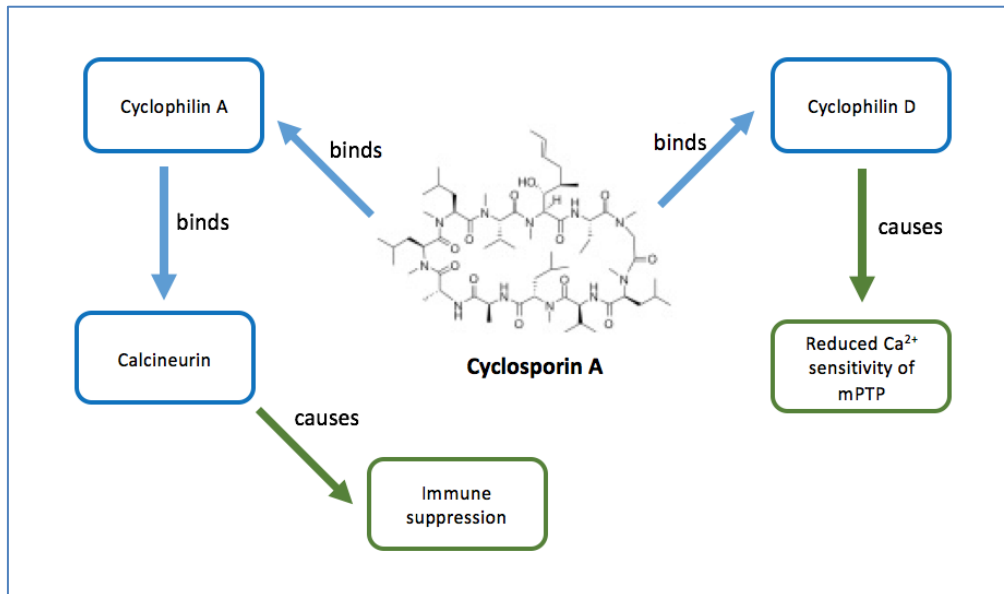 Cyclophilin A
Cyclophilin D
binds
binds
binds
causes
Calcineurin
Cyclosporin A
Reduced Ca²⁺
sensitivity of
mPTP
causes
Immune
suppression
HO
H
N
O
N
O
N
H
N
O
N
O
O
O
N
O
N
O
N
H
O
H
N
O
N
O
H
N
O
N